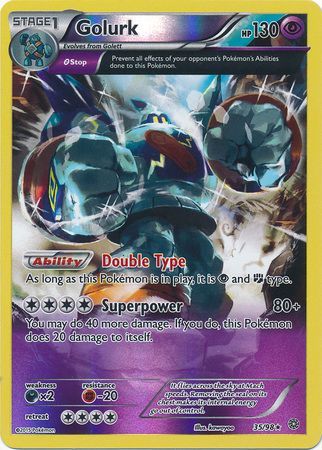 STAGE1
Golurk
HP 130
Evolves from Golett
θStop
Prevent all effects of your opponent's Pokémon's Abilities
done to this Pokémon.
Ability
Double Type
As long as this Pokémon is in play, it is and type.
Superpower 80+
You may do 40 more damage. If you do, this Pokémon
does 20 damage to itself.
weakness
×2
resistance
-20
retreat
It flies across the sky at Mach
speeds. Removing the seal on its
chest makes its internal energy
go out of control.
©2015 Pokémon
Illus. kawayoo
35/98★